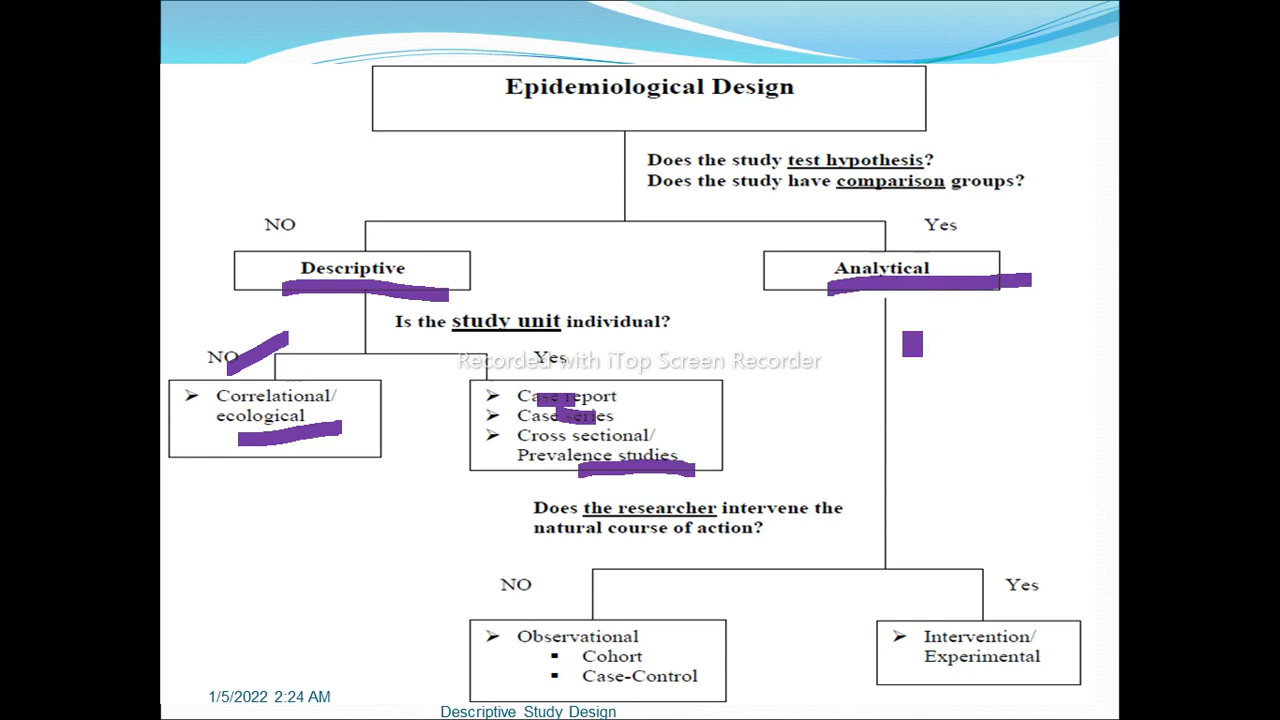 Epidemiological Design
Does the study test hypothesis?
Does the study have comparison groups?
NO
Yes
Descriptive
Analytical
Is the study unit individual?
NO
Yes
Recorded with iTop Screen Recorder
➢ Correlational/
ecological
➢ Case report
➢ Case series
➢ Cross sectional/
Prevalence studies
Does the researcher intervene the
natural course of action?
NO
Yes
➢ Observational
▪ Cohort
▪ Case-Control
➢ Intervention/
Experimental
1/5/2022 2:24 AM
Descriptive Study Design